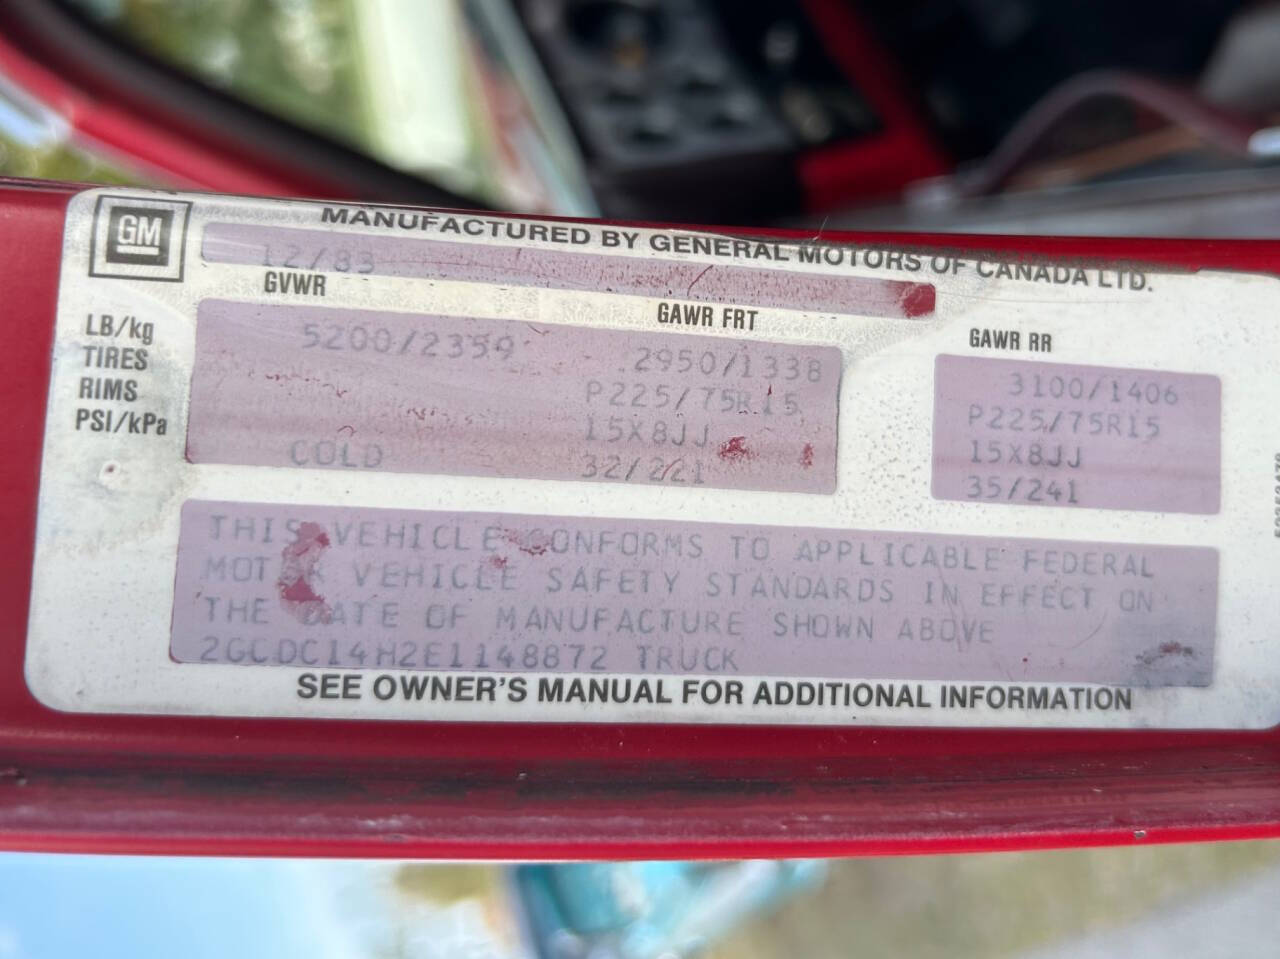 GM
MANUFACTURED BY GENERAL MOTORS OF CANADA LTD.
12/83
GVWR GAWR FRT GAWR RR
LB/kg 5200/2359 2950/1338 3100/1406
TIRES P225/75R15 P225/75R15
RIMS 15X8JJ 15X8JJ
PSI/kPa COLD 32/221 35/241
THIS VEHICLE CONFORMS TO APPLICABLE FEDERAL
MOTOR VEHICLE SAFETY STANDARDS IN EFFECT ON
THE DATE OF MANUFACTURE SHOWN ABOVE
2GCDC14H2E1148872 TRUCK
SEE OWNER'S MANUAL FOR ADDITIONAL INFORMATION